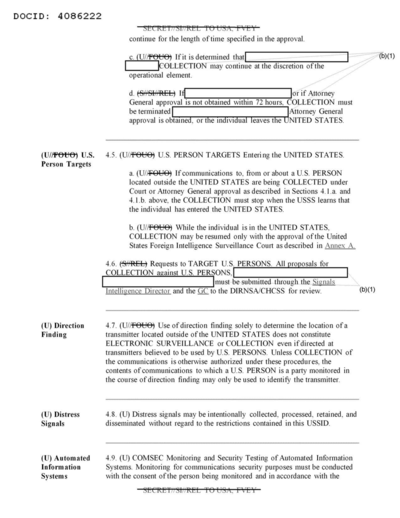 DOCID: 4086222
SECRET//SI//REL TO USA, FVEY
continue for the length of time specified in the approval.
c. (U//FOUO) If it is determined that
(b)(1)
COLLECTION may continue at the discretion of the
operational element.
d. (S//SI//REL) If or if Attorney
General approval is not obtained within 72 hours, COLLECTION must
be terminated Attorney General
approval is obtained, or the individual leaves the UNITED STATES.
(U//FOUO) U.S. 4.5. (U//FOUO) U.S. PERSON TARGETS Entering the UNITED STATES.
Person Targets
a. (U//FOUO) If communications to, from or about a U.S. PERSON
located outside the UNITED STATES are being COLLECTED under
Court or Attorney General approval as described in Sections 4.1.a. and
4.1.b. above, the COLLECTION must stop when the USSS learns that
the individual has entered the UNITED STATES.
b. (U//FOUO) While the individual is in the UNITED STATES,
COLLECTION may be resumed only with the approval of the United
States Foreign Intelligence Surveillance Court as described in Annex A.
4.6. (S//REL) Requests to TARGET U.S. PERSONS. All proposals for
COLLECTION against U.S. PERSONS,
must be submitted through the Signals
Intelligence Director and the GC to the DIRNSA/CHCSS for review.
(b)(1)
(U) Direction 4.7. (U//FOUO) Use of direction finding solely to determine the location of a
Finding transmitter located outside of the UNITED STATES does not constitute
ELECTRONIC SURVEILLANCE or COLLECTION even if directed at
transmitters believed to be used by U.S. PERSONS. Unless COLLECTION of
the communications is otherwise authorized under these procedures, the
contents of communications to which a U.S. PERSON is a party monitored in
the course of direction finding may only be used to identify the transmitter.
(U) Distress 4.8. (U) Distress signals may be intentionally collected, processed, retained, and
Signals disseminated without regard to the restrictions contained in this USSID.
(U) Automated 4.9. (U) COMSEC Monitoring and Security Testing of Automated Information
Information Systems. Monitoring for communications security purposes must be conducted
Systems with the consent of the person being monitored and in accordance with the
SECRET//SI//REL TO USA, FVEY